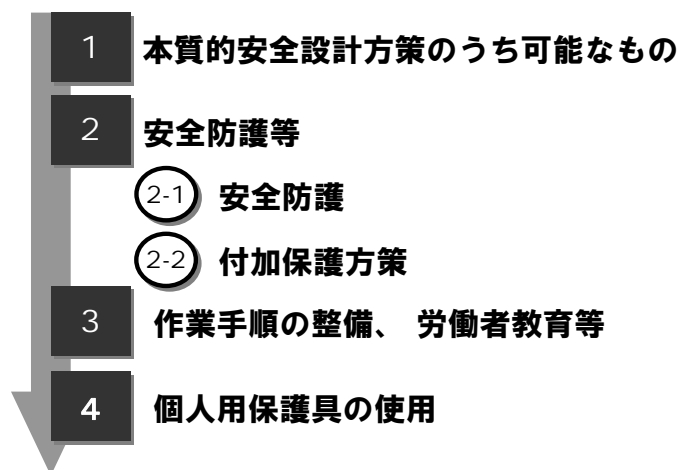 1 本質的安全設計方策のうち可能なもの
2 安全防護等
2-1 安全防護
2-2 付加保護方策
3 作業手順の整備、 労働者教育等
4 個人用保護具の使用